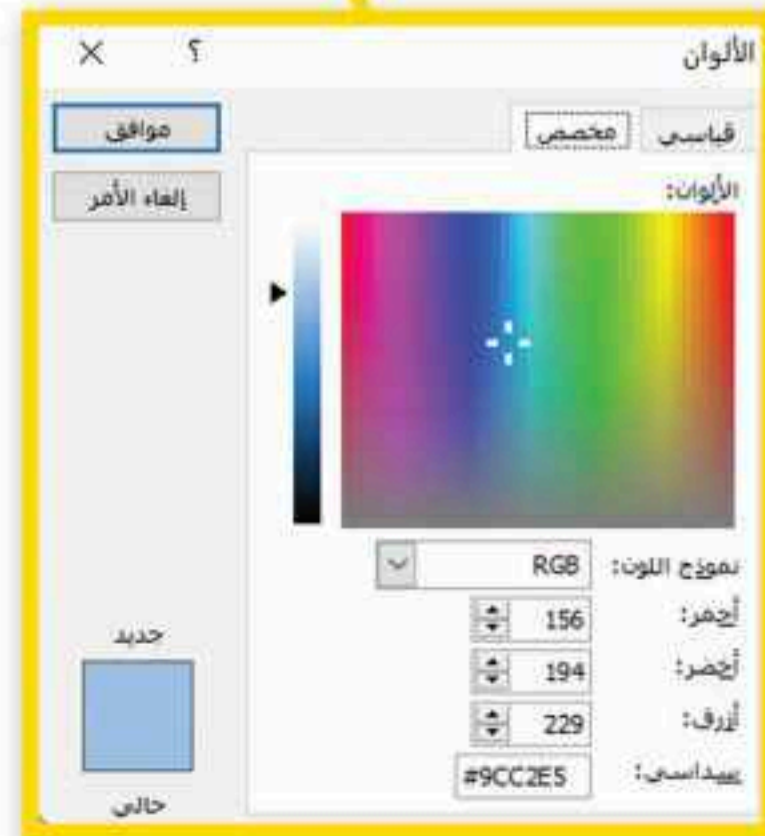 الألوان ؟ ×
قياسي مخصص
موافق
إلغاء الأمر
الألوان:
نموذج اللون: RGB
أحمر: 156
أخضر: 194
أزرق: 229
سداسي: #9CC2E5
جديد
حالي